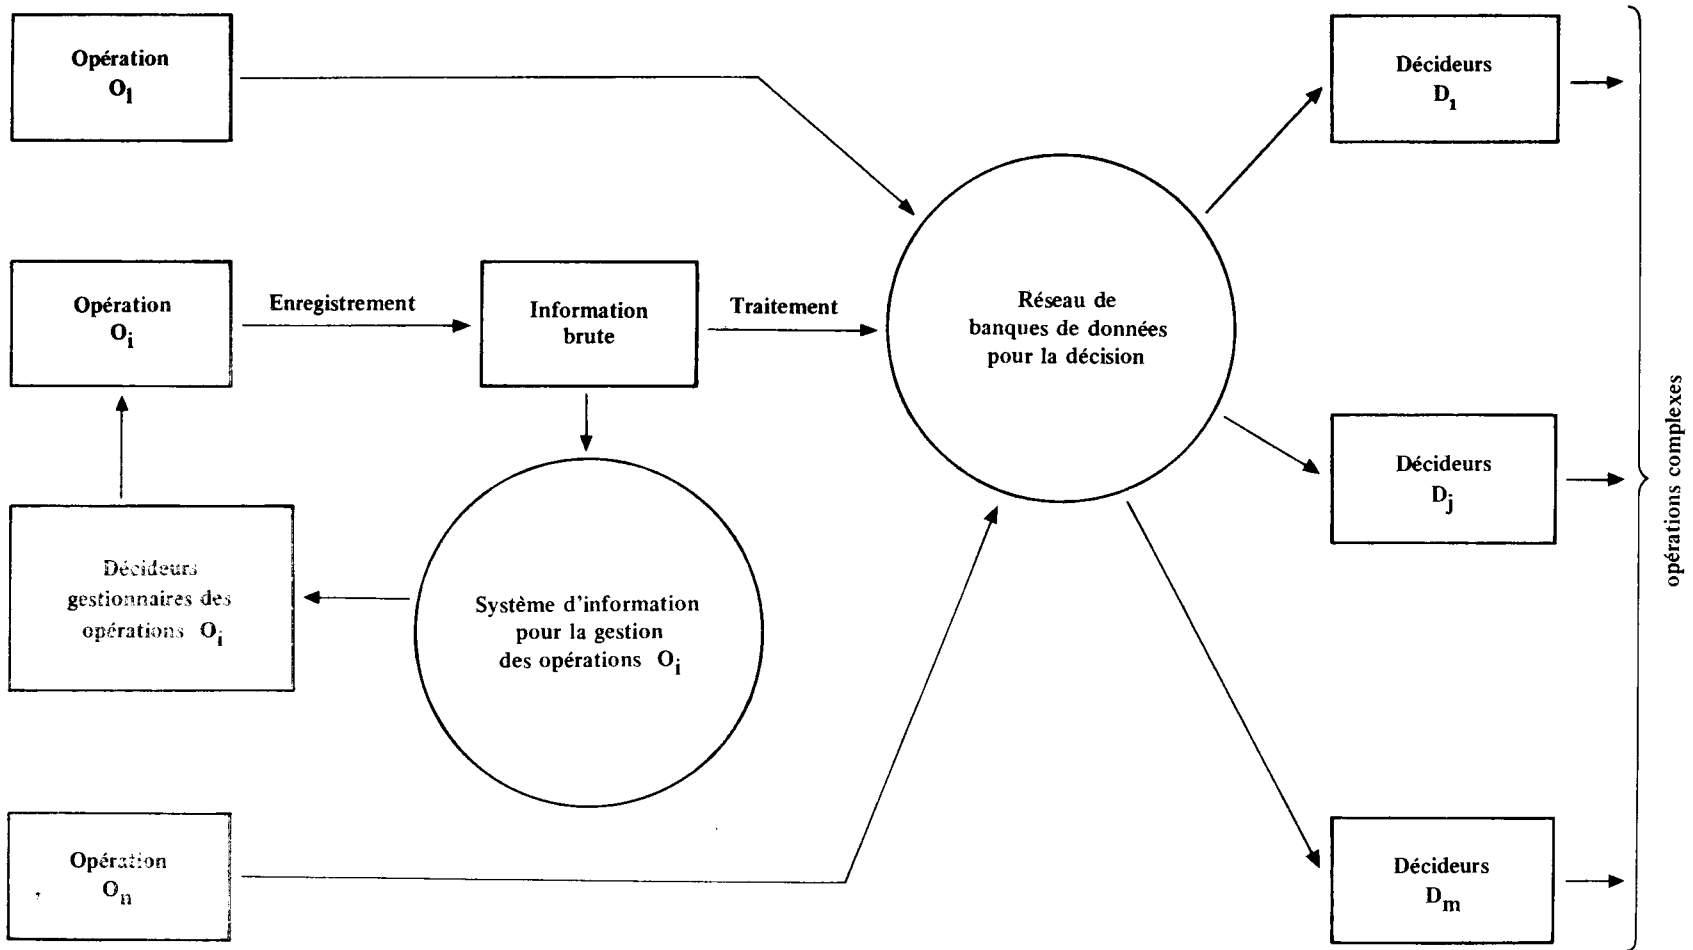 Opération
O1
Décideurs
D1
Opération
Oi
Enregistrement
Information
brute
Traitement
Réseau de
banques de données
pour la décision
Décideurs
gestionnaires des
opérations Oi
Système d'information
pour la gestion
des opérations Oi
Décideurs
Dj
opérations complexes
Opération
On
Décideurs
Dm